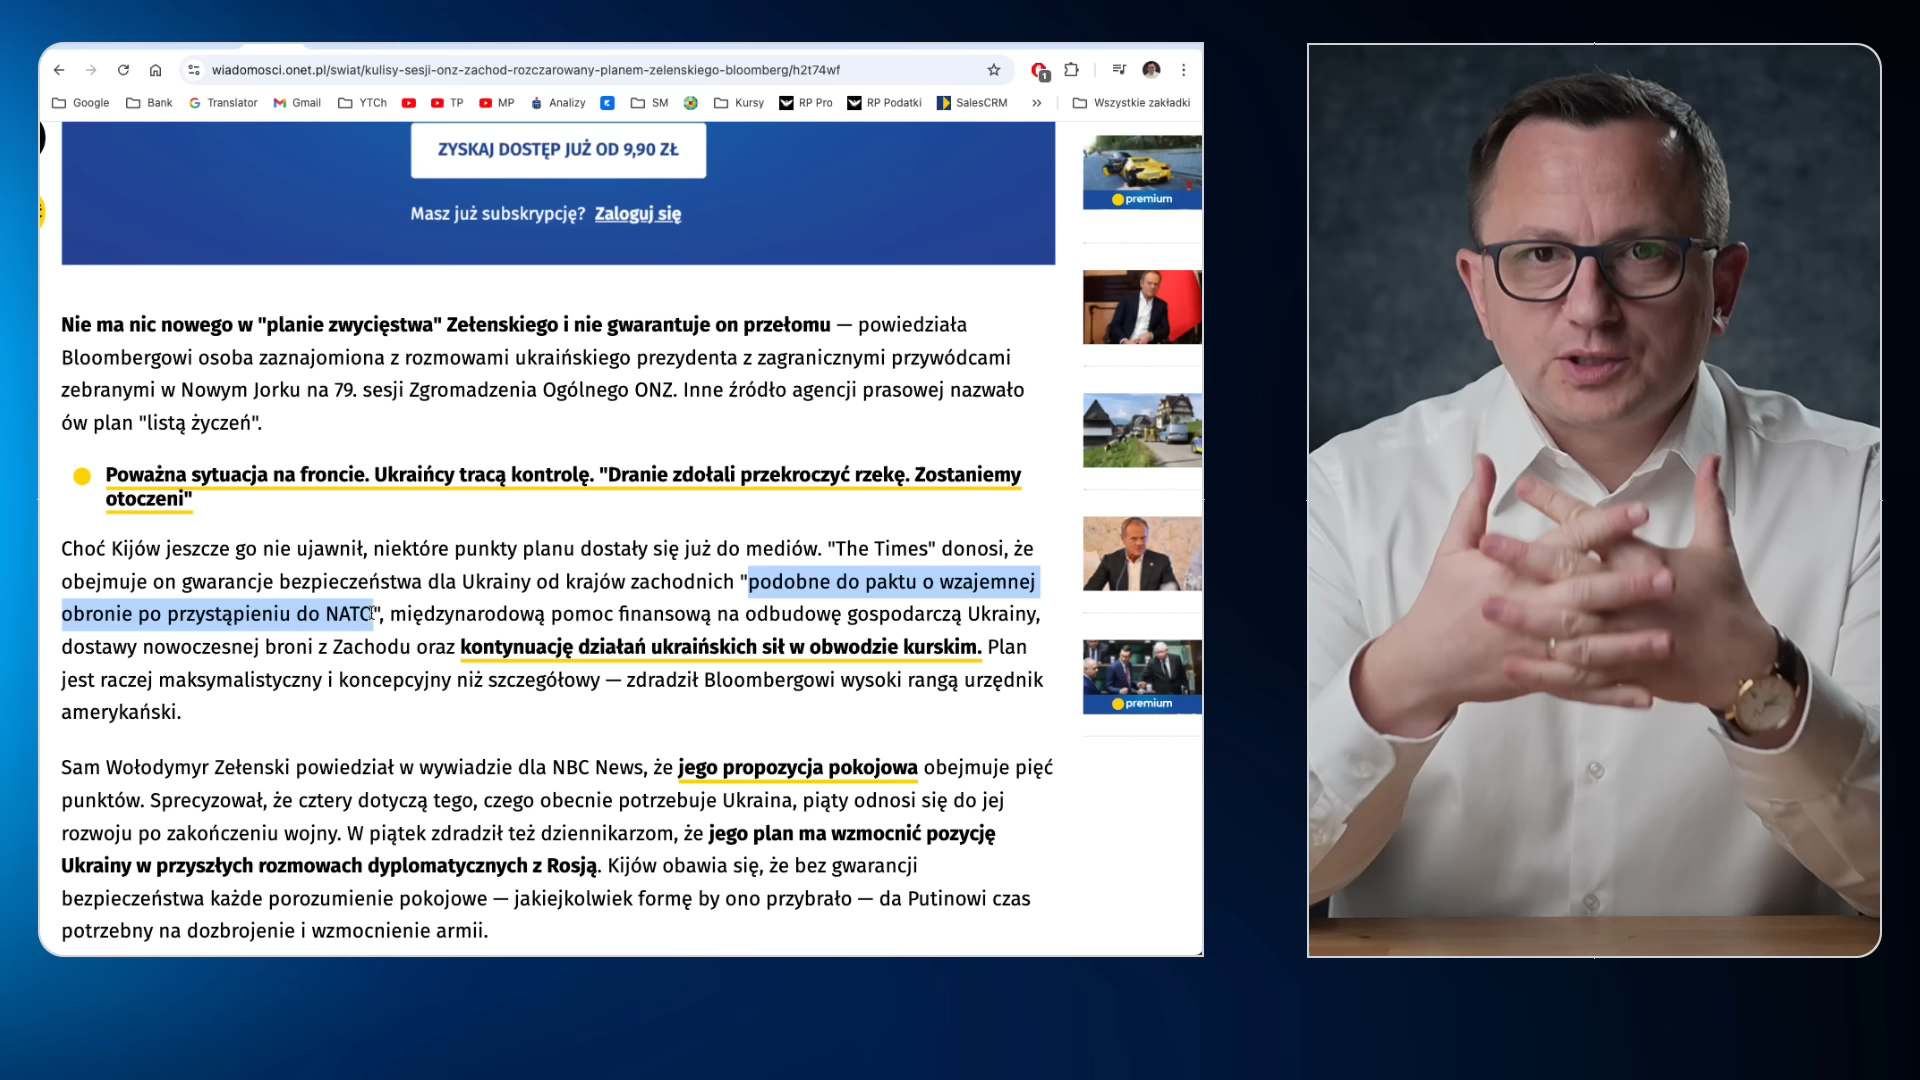 wiadomosci.onet.pl/swiat/kulisy-sesji-onz-zachod-rozczarowany-planem-zelenskiego-bloomberg/h2t74wf
1
Google Bank Translator Gmail YTCh TP MP Analizy SM Kursy RP Pro RP Podatki SalesCRM » Wszystkie zakładki
ZYSKAJ DOSTĘP JUŻ OD 9,90 ZŁ
Masz już subskrypcję? Zaloguj się
premium
Nie ma nic nowego w "planie zwycięstwa" Zełenskiego i nie gwarantuje on przełomu — powiedziała
Bloombergowi osoba zaznajomiona z rozmowami ukraińskiego prezydenta z zagranicznymi przywódcami
zebranymi w Nowym Jorku na 79. sesji Zgromadzenia Ogólnego ONZ. Inne źródło agencji prasowej nazwało
ów plan "listą życzeń".
Poważna sytuacja na froncie. Ukraińcy tracą kontrolę. "Dranie zdołali przekroczyć rzekę. Zostaniemy
otoczeni"
Choć Kijów jeszcze go nie ujawnił, niektóre punkty planu dostały się już do mediów. "The Times" donosi, że
obejmuje on gwarancje bezpieczeństwa dla Ukrainy od krajów zachodnich "podobne do paktu o wzajemnej
obronie po przystąpieniu do NATO", międzynarodową pomoc finansową na odbudowę gospodarczą Ukrainy,
dostawy nowoczesnej broni z Zachodu oraz kontynuację działań ukraińskich sił w obwodzie kurskim. Plan
jest raczej maksymalistyczny i koncepcyjny niż szczegółowy — zdradził Bloombergowi wysoki rangą urzędnik
amerykański.
premium
Sam Wołodymyr Zełenski powiedział w wywiadzie dla NBC News, że jego propozycja pokojowa obejmuje pięć
punktów. Sprecyzował, że cztery dotyczą tego, czego obecnie potrzebuje Ukraina, piąty odnosi się do jej
rozwoju po zakończeniu wojny. W piątek zdradził też dziennikarzom, że jego plan ma wzmocnić pozycję
Ukrainy w przyszłych rozmowach dyplomatycznych z Rosją. Kijów obawia się, że bez gwarancji
bezpieczeństwa każde porozumienie pokojowe — jakiejkolwiek formę by ono przybrało — da Putinowi czas
potrzebny na dozbrojenie i wzmocnienie armii.